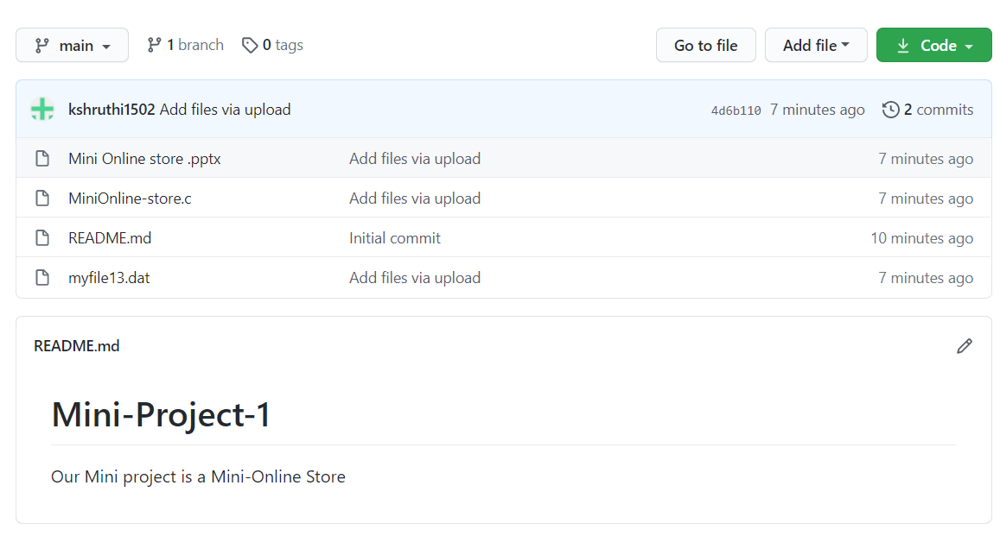 main 1 branch 0 tags Go to file Add file Code
kshruthi1502 Add files via upload 4d6b110 7 minutes ago 2 commits
Mini Online store .pptx Add files via upload 7 minutes ago
MiniOnline-store.c Add files via upload 7 minutes ago
README.md Initial commit 10 minutes ago
myfile13.dat Add files via upload 7 minutes ago
README.md
Mini-Project-1
Our Mini project is a Mini-Online Store